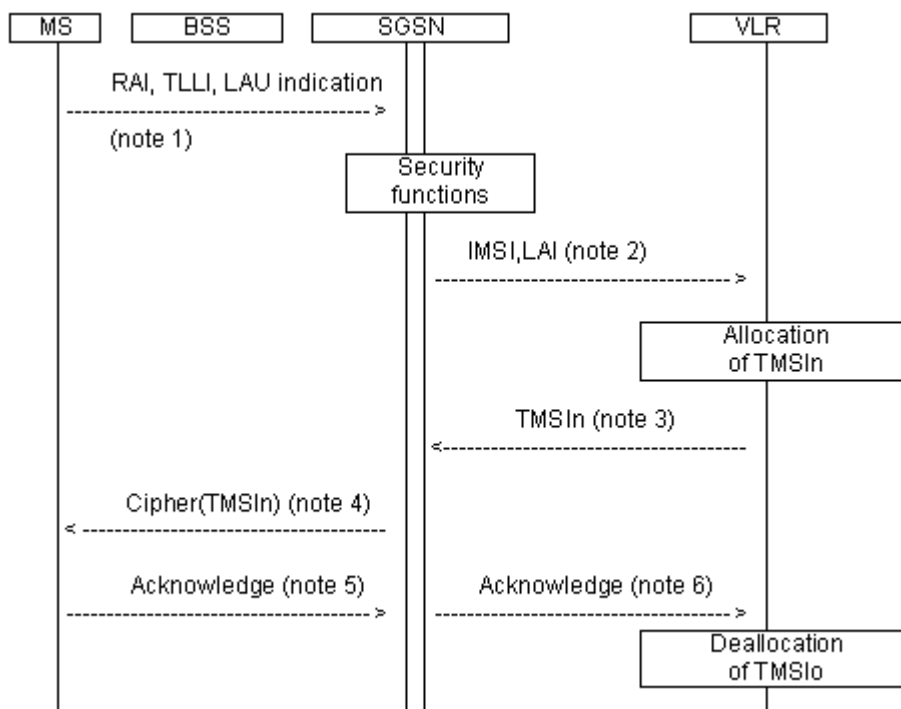 MS BSS SGSN VLR
RAI, TLLI, LAU indication
(note 1)
Security
functions
IMSI,LAI (note 2)
Allocation
of TMSIn
TMSIn (note 3)
Cipher(TMSIn) (note 4)
Acknowledge (note 5) Acknowledge (note 6)
Deallocation
of TMSIo